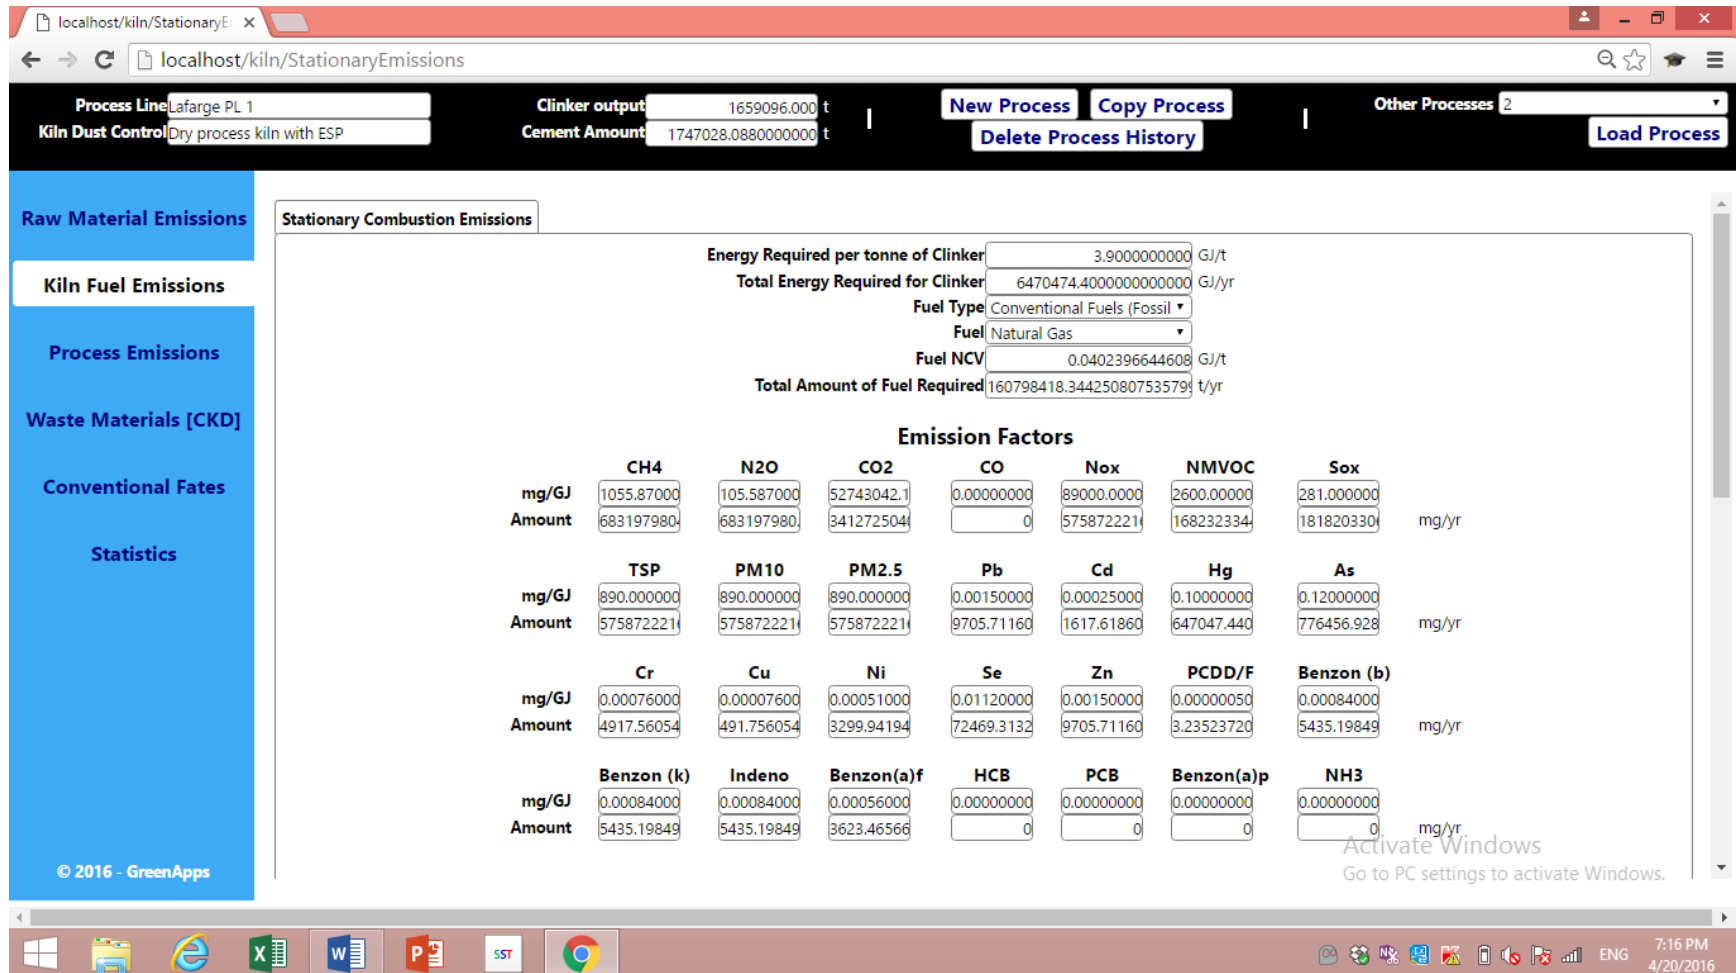 localhost/kiln/StationaryE
localhost/kiln/StationaryEmissions
Process Line Lafarge PL 1 Clinker output 1659096.000 t New Process Copy Process Other Processes 2
Kiln Dust Control Dry process kiln with ESP Cement Amount 1747028.0880000000 t Delete Process History Load Process
Raw Material Emissions
Kiln Fuel Emissions
Process Emissions
Waste Materials [CKD]
Conventional Fates
Statistics
© 2016 - GreenApps
Stationary Combustion Emissions
Energy Required per tonne of Clinker 3.9000000000 GJ/t
Total Energy Required for Clinker 6470474.4000000000000 GJ/yr
Fuel Type Conventional Fuels (Fossil
Fuel Natural Gas
Fuel NCV 0.0402396644608 GJ/t
Total Amount of Fuel Required 160798418.34425080753579 t/yr
Emission Factors
CH4 N2O CO2 CO Nox NMVOC Sox
mg/GJ 1055.87000 105.587000 52743042.1 0.00000000 89000.0000 2600.00000 281.000000
Amount 683197980 683197980. 341272504 0 575872221 168232334 181820330 mg/yr
TSP PM10 PM2.5 Pb Cd Hg As
mg/GJ 890.000000 890.000000 890.000000 0.00150000 0.00025000 0.10000000 0.12000000
Amount 575872221 575872221 575872221 9705.71160 1617.61860 647047.440 776456.928 mg/yr
Cr Cu Ni Se Zn PCDD/F Benzon (b)
mg/GJ 0.00076000 0.00007600 0.00051000 0.01120000 0.00150000 0.00000050 0.00084000
Amount 4917.56054 491.756054 3299.94194 72469.3132 9705.71160 3.23523720 5435.19849 mg/yr
Benzon (k) Indeno Benzon(a)f HCB PCB Benzon(a)p NH3
mg/GJ 0.00084000 0.00084000 0.00056000 0.00000000 0.00000000 0.00000000 0.00000000
Amount 5435.19849 5435.19849 3623.46566 0 0 0 0 mg/yr
Activate Windows
Go to PC settings to activate Windows.
SST
ENG
7:16 PM
4/20/2016